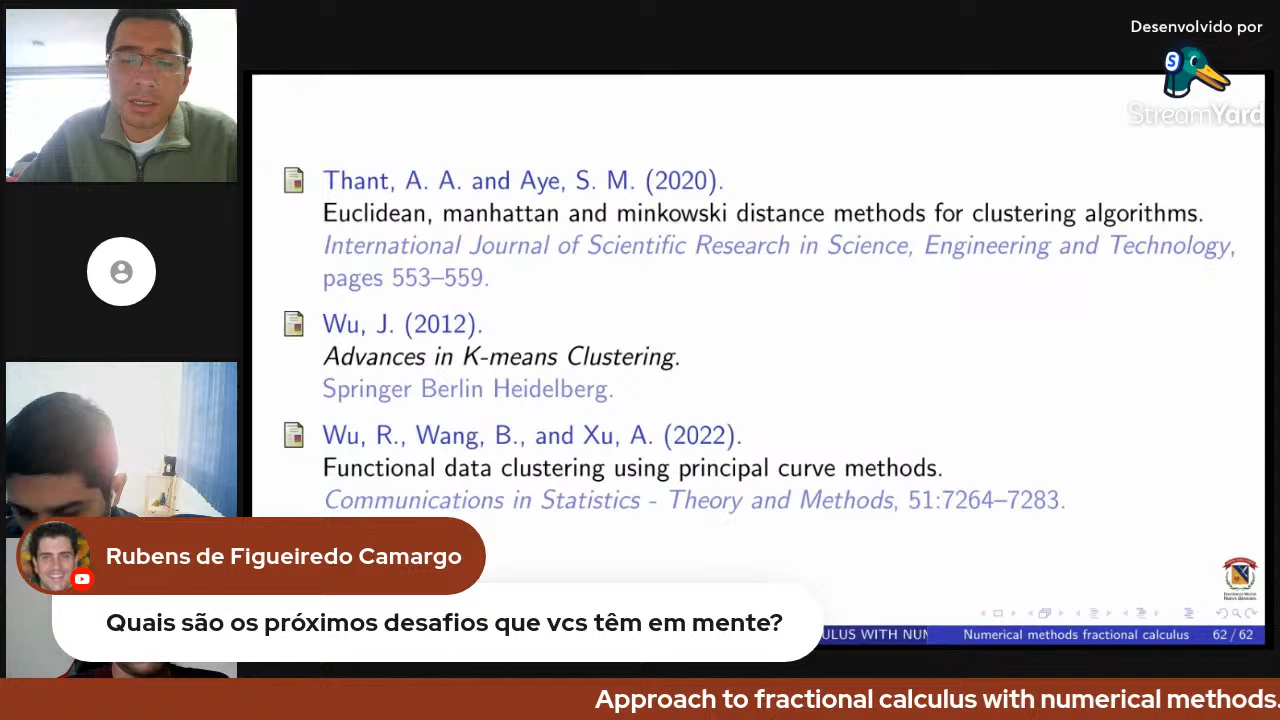 Desenvolvido por
StreamYard
Thant, A. A. and Aye, S. M. (2020).
Euclidean, manhattan and minkowski distance methods for clustering algorithms.
International Journal of Scientific Research in Science, Engineering and Technology,
pages 553–559.
Wu, J. (2012).
Advances in K-means Clustering.
Springer Berlin Heidelberg.
Wu, R., Wang, B., and Xu, A. (2022).
Functional data clustering using principal curve methods.
Communications in Statistics - Theory and Methods, 51:7264–7283.
Rubens de Figueiredo Camargo
Quais são os próximos desafios que vcs têm em mente?
ULUS WITH NUM
Numerical methods fractional calculus
62 / 62
Approach to fractional calculus with numerical methods.